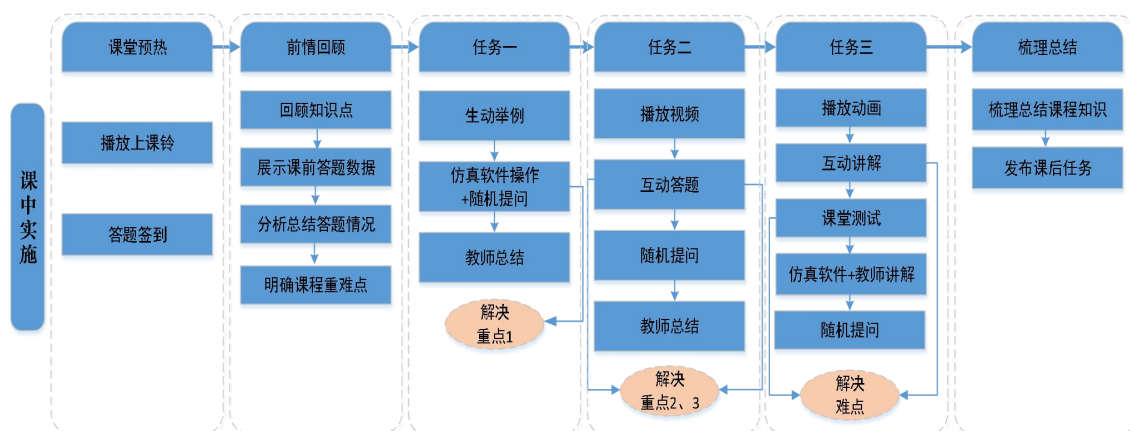 课中实施
课堂预热
播放上课铃
答题签到
前情回顾
回顾知识点
展示课前答题数据
分析总结答题情况
明确课程重难点
任务一
生动举例
仿真软件操作
+随机提问
教师总结
解决
重点1
任务二
播放视频
互动答题
随机提问
教师总结
解决
重点2、3
任务三
播放动画
互动讲解
课堂测试
仿真软件+教师讲解
随机提问
解决
难点
梳理总结
梳理总结课程知识
发布课后任务